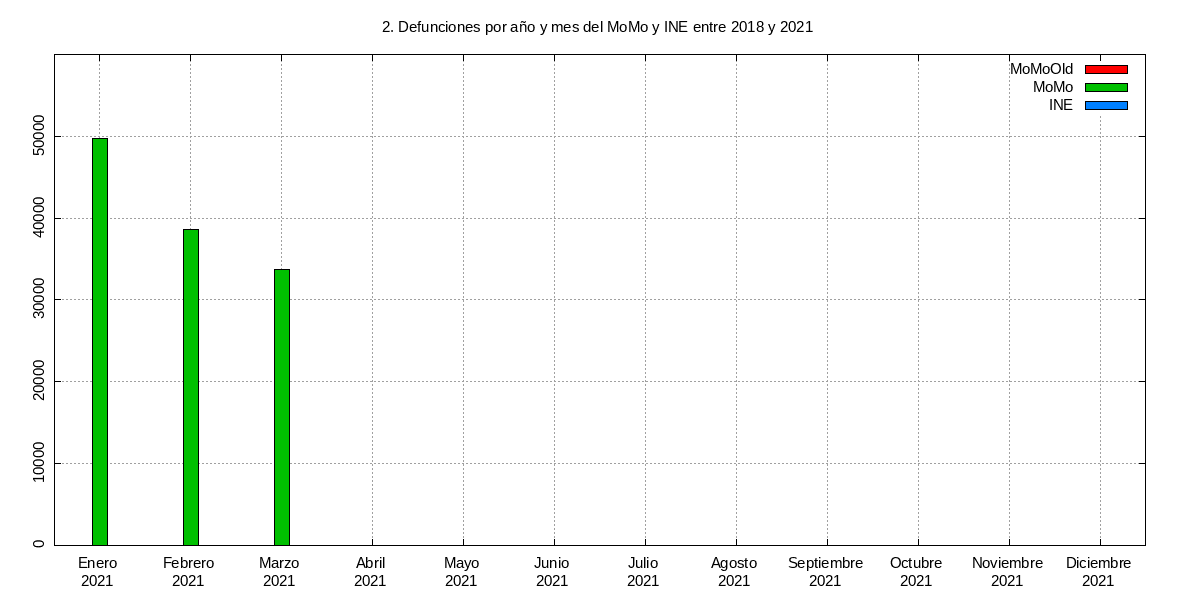 2. Defunciones por año y mes del MoMo y INE entre 2018 y 2021
MoMoOld
MoMo
INE
50000
40000
30000
20000
10000
0
Enero Febrero Marzo Abril Mayo Junio Julio Agosto Septiembre Octubre Noviembre Diciembre
2021 2021 2021 2021 2021 2021 2021 2021 2021 2021 2021 2021